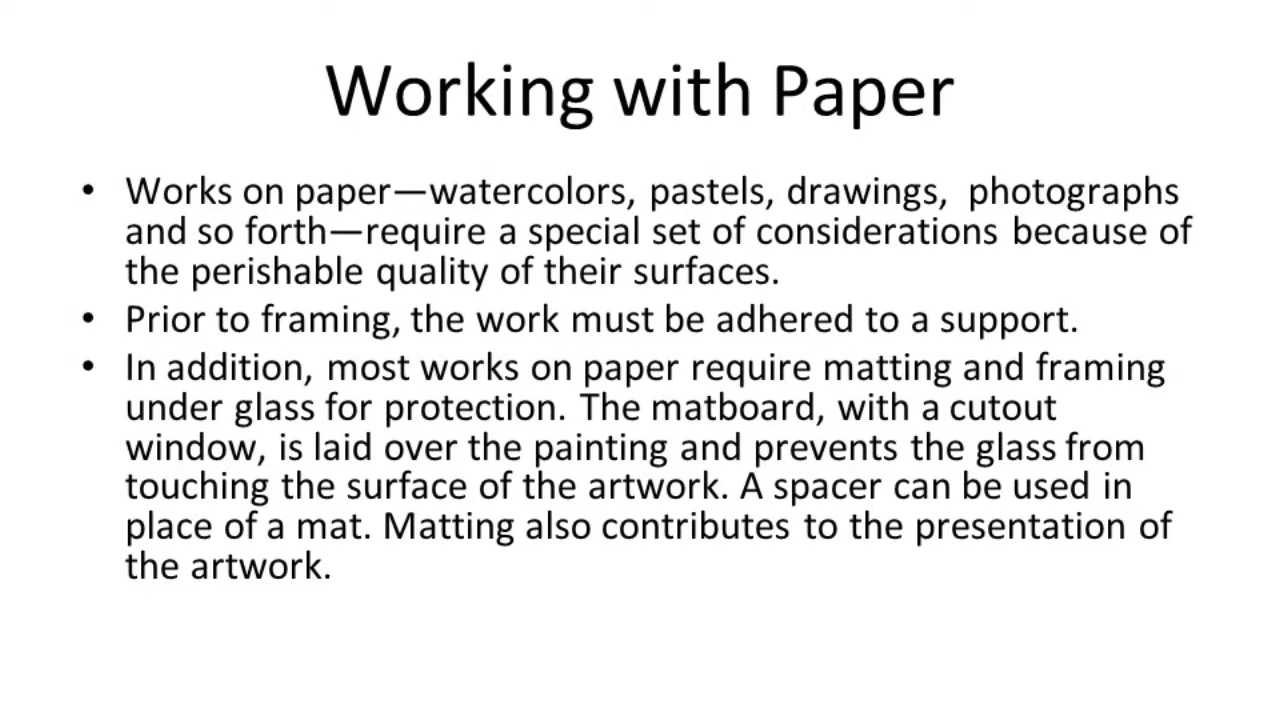 Working with Paper
• Works on paper—watercolors, pastels, drawings,  photographs
and so forth—require a special set of considerations because of
the perishable quality of their surfaces.
• Prior to framing, the work must be adhered to a support.
• In addition, most works on paper require matting and framing
under glass for protection. The matboard, with a cutout
window, is laid over the painting and prevents the glass from
touching the surface of the artwork. A spacer can be used in
place of a mat. Matting also contributes to the presentation of
the artwork.